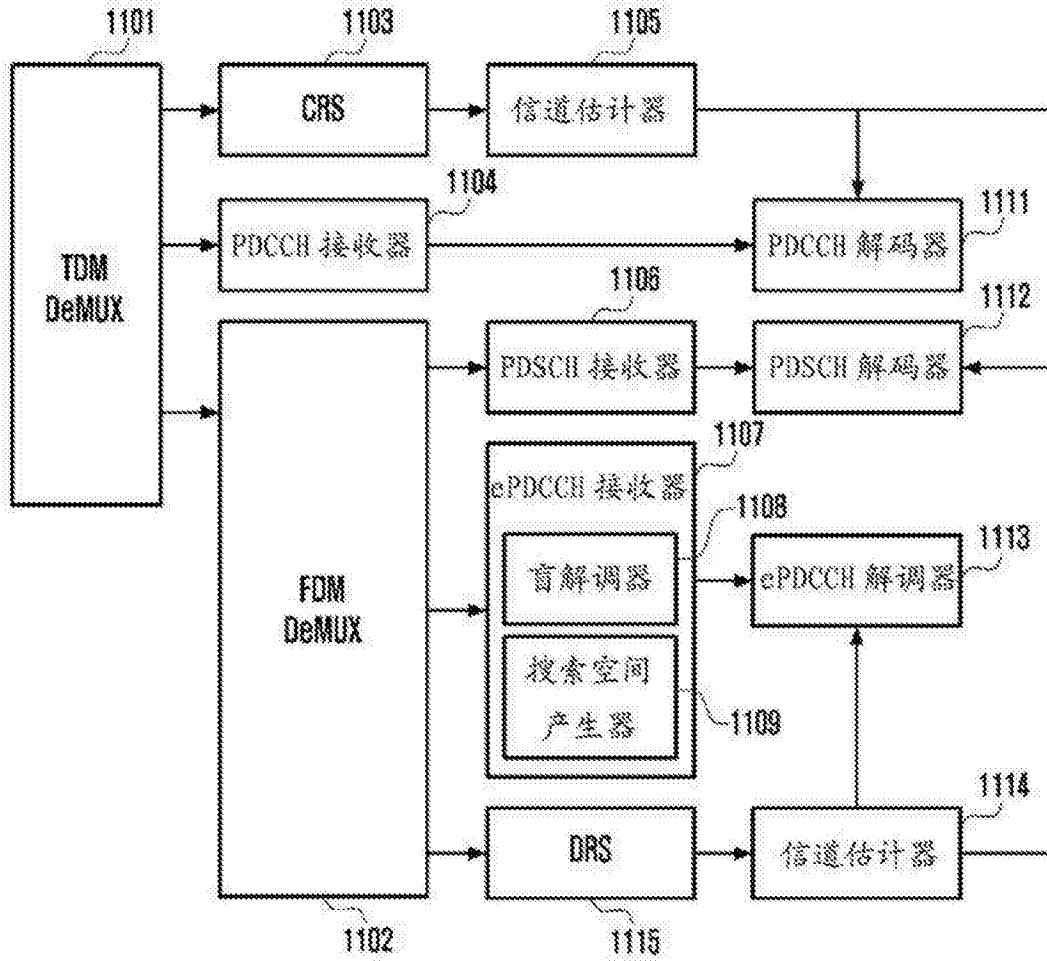 1101
1103
1105
CRS
信道估计器
1104
1111
PDCCH 接收器
PDCCH 解码器
TDM
DeMUX
1106
1112
PDSCH 接收器
PDSCH 解码器
1107
ePDCCH 接收器
1108
1113
盲解调器
ePDCCH 解调器
FDM
DeMUX
搜索空间
产生器
1109
1114
DRS
信道估计器
1102
1115